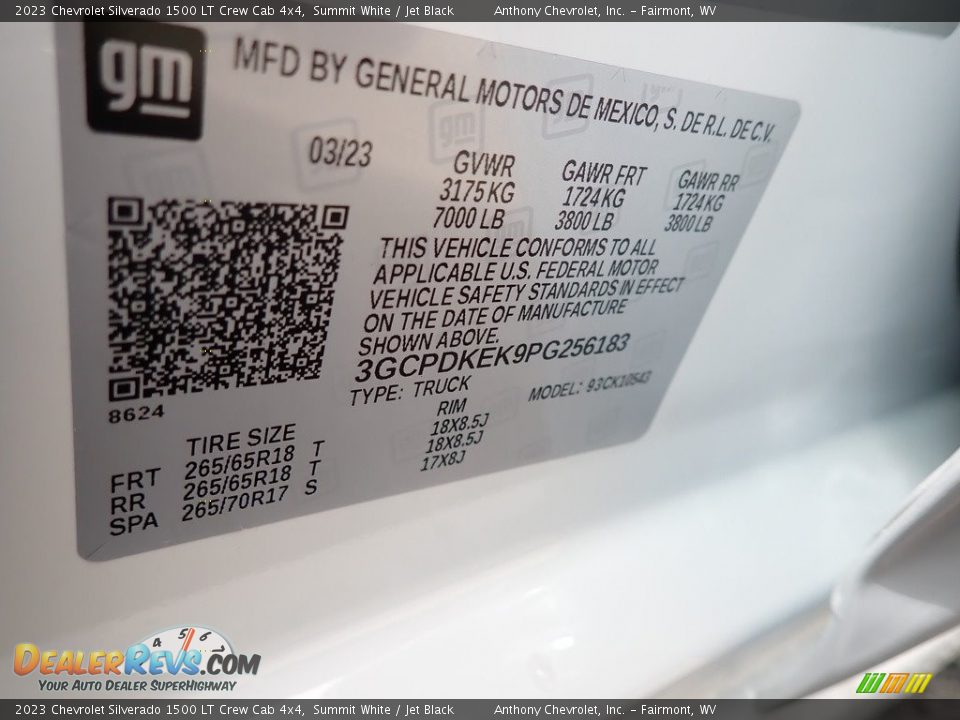 2023 Chevrolet Silverado 1500 LT Crew Cab 4x4, Summit White / Jet Black Anthony Chevrolet, Inc. - Fairmont, WV
gm
MFD BY GENERAL MOTORS DE MEXICO, S. DE R.L. DE C.V.
03/23 GVWR GAWR FRT GAWR RR
3175 KG 1724 KG 1724 KG
7000 LB 3800 LB 3800 LB
THIS VEHICLE CONFORMS TO ALL
APPLICABLE U.S. FEDERAL MOTOR
VEHICLE SAFETY STANDARDS IN EFFECT
ON THE DATE OF MANUFACTURE
SHOWN ABOVE.
3GCPDKEK9PG256183
TYPE: TRUCK MODEL: 93CK10543
8624
TIRE SIZE RIM
FRT 265/65R18 T 18X8.5J
RR 265/65R18 T 18X8.5J
SPA 265/70R17 S 17X8J
4 5 6
DEALERREVS.COM
YOUR AUTO DEALER SUPERHIGHWAY
2023 Chevrolet Silverado 1500 LT Crew Cab 4x4, Summit White / Jet Black Anthony Chevrolet, Inc. - Fairmont, WV